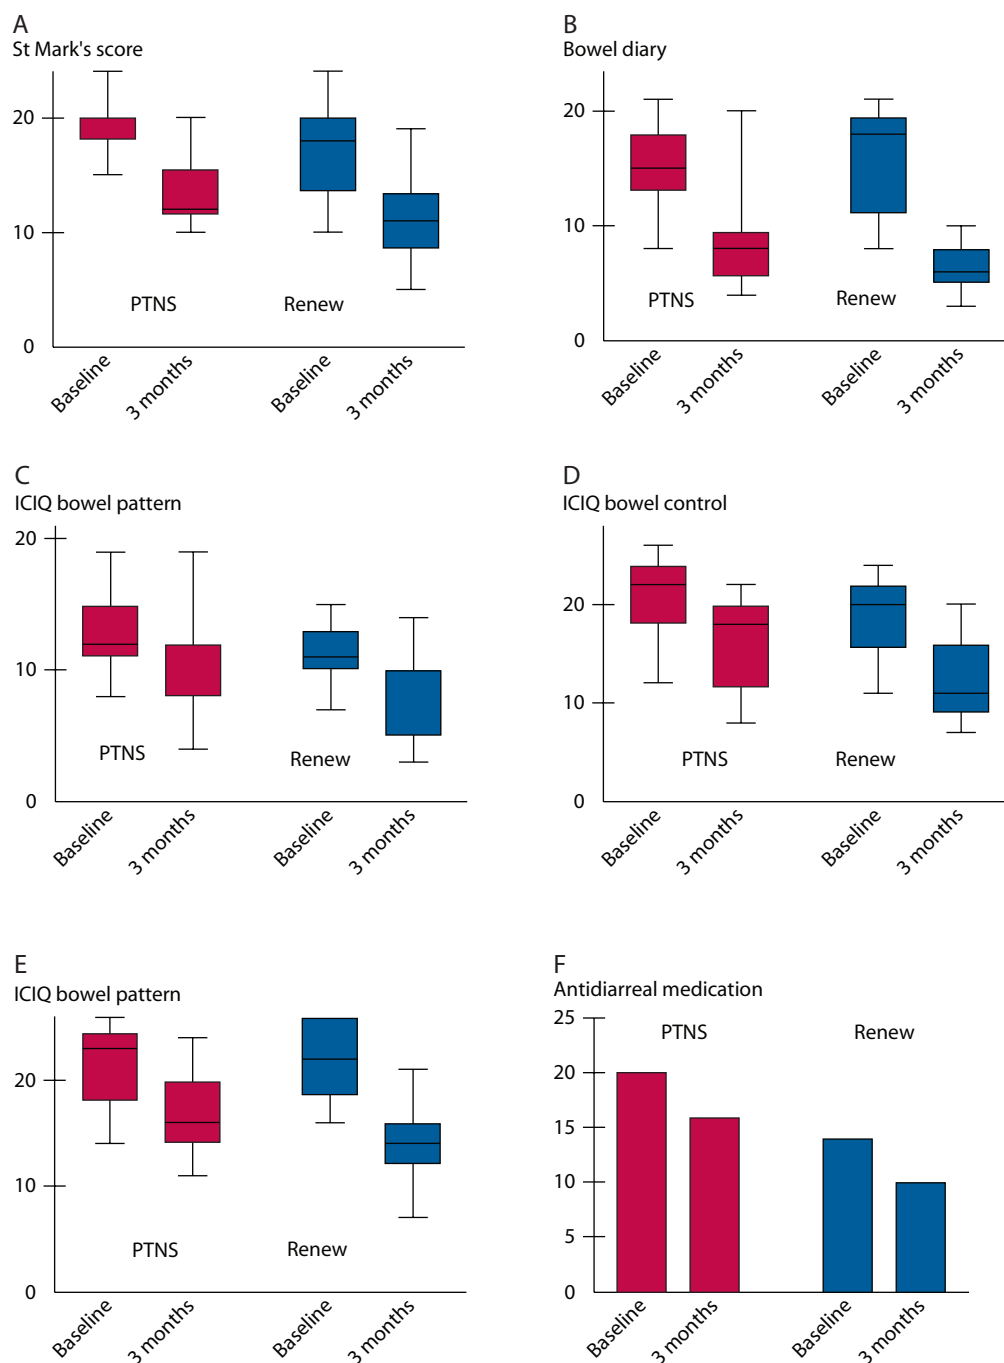 A
St Mark's score
20
10
0
PTNS
Renew
Baseline
3 months
Baseline
3 months
B
Bowel diary
20
10
0
PTNS
Renew
Baseline
3 months
Baseline
3 months
C
ICIQ bowel pattern
20
10
0
PTNS
Renew
Baseline
3 months
Baseline
3 months
D
ICIQ bowel control
20
10
0
PTNS
Renew
Baseline
3 months
Baseline
3 months
E
ICIQ bowel pattern
20
10
0
PTNS
Renew
Baseline
3 months
Baseline
3 months
F
Antidiarreal medication
25
20
15
10
5
0
PTNS
Renew
Baseline
3 months
Baseline
3 months